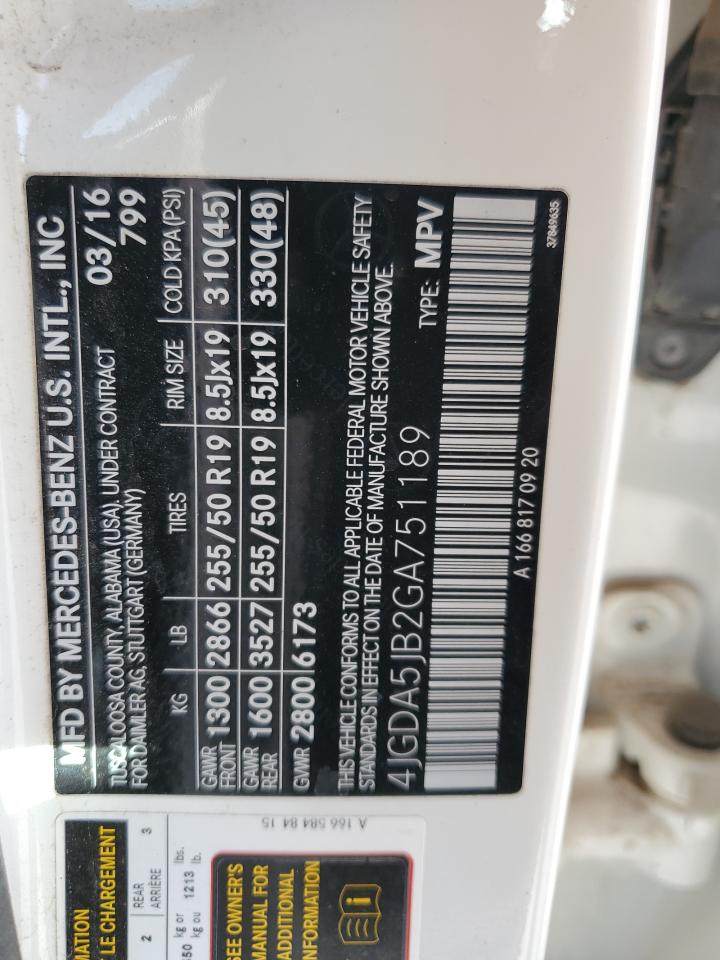 MFD BY MERCEDES-BENZ U.S. INTL., INC
TUSCALOOSA COUNTY, ALABAMA (USA), UNDER CONTRACT 03/16
FOR DAIMLER AG, STUTTGART (GERMANY) 799
KG LB TIRES RIM SIZE COLD KPA(PSI)
GAWR FRONT 1300 2866 255/50 R19 8.5Jx19 310(45)
GAWR REAR 1600 3527 255/50 R19 8.5Jx19 330(48)
GWR 2800 6173
THIS VEHICLE CONFORMS TO ALL APPLICABLE FEDERAL MOTOR VEHICLE SAFETY
STANDARDS IN EFFECT ON THE DATE OF MANUFACTURE SHOWN ABOVE.
4JGDA5JB2GA751189 TYPE: MPV
A 166 817 09 20
37849635
A 166 584 84 15
LE CHARGEMENT
2 REAR ARRIÈRE 3
kg or 1213 lbs.
kg ou lb.
SEE OWNER'S
MANUAL FOR
ADDITIONAL
INFORMATION